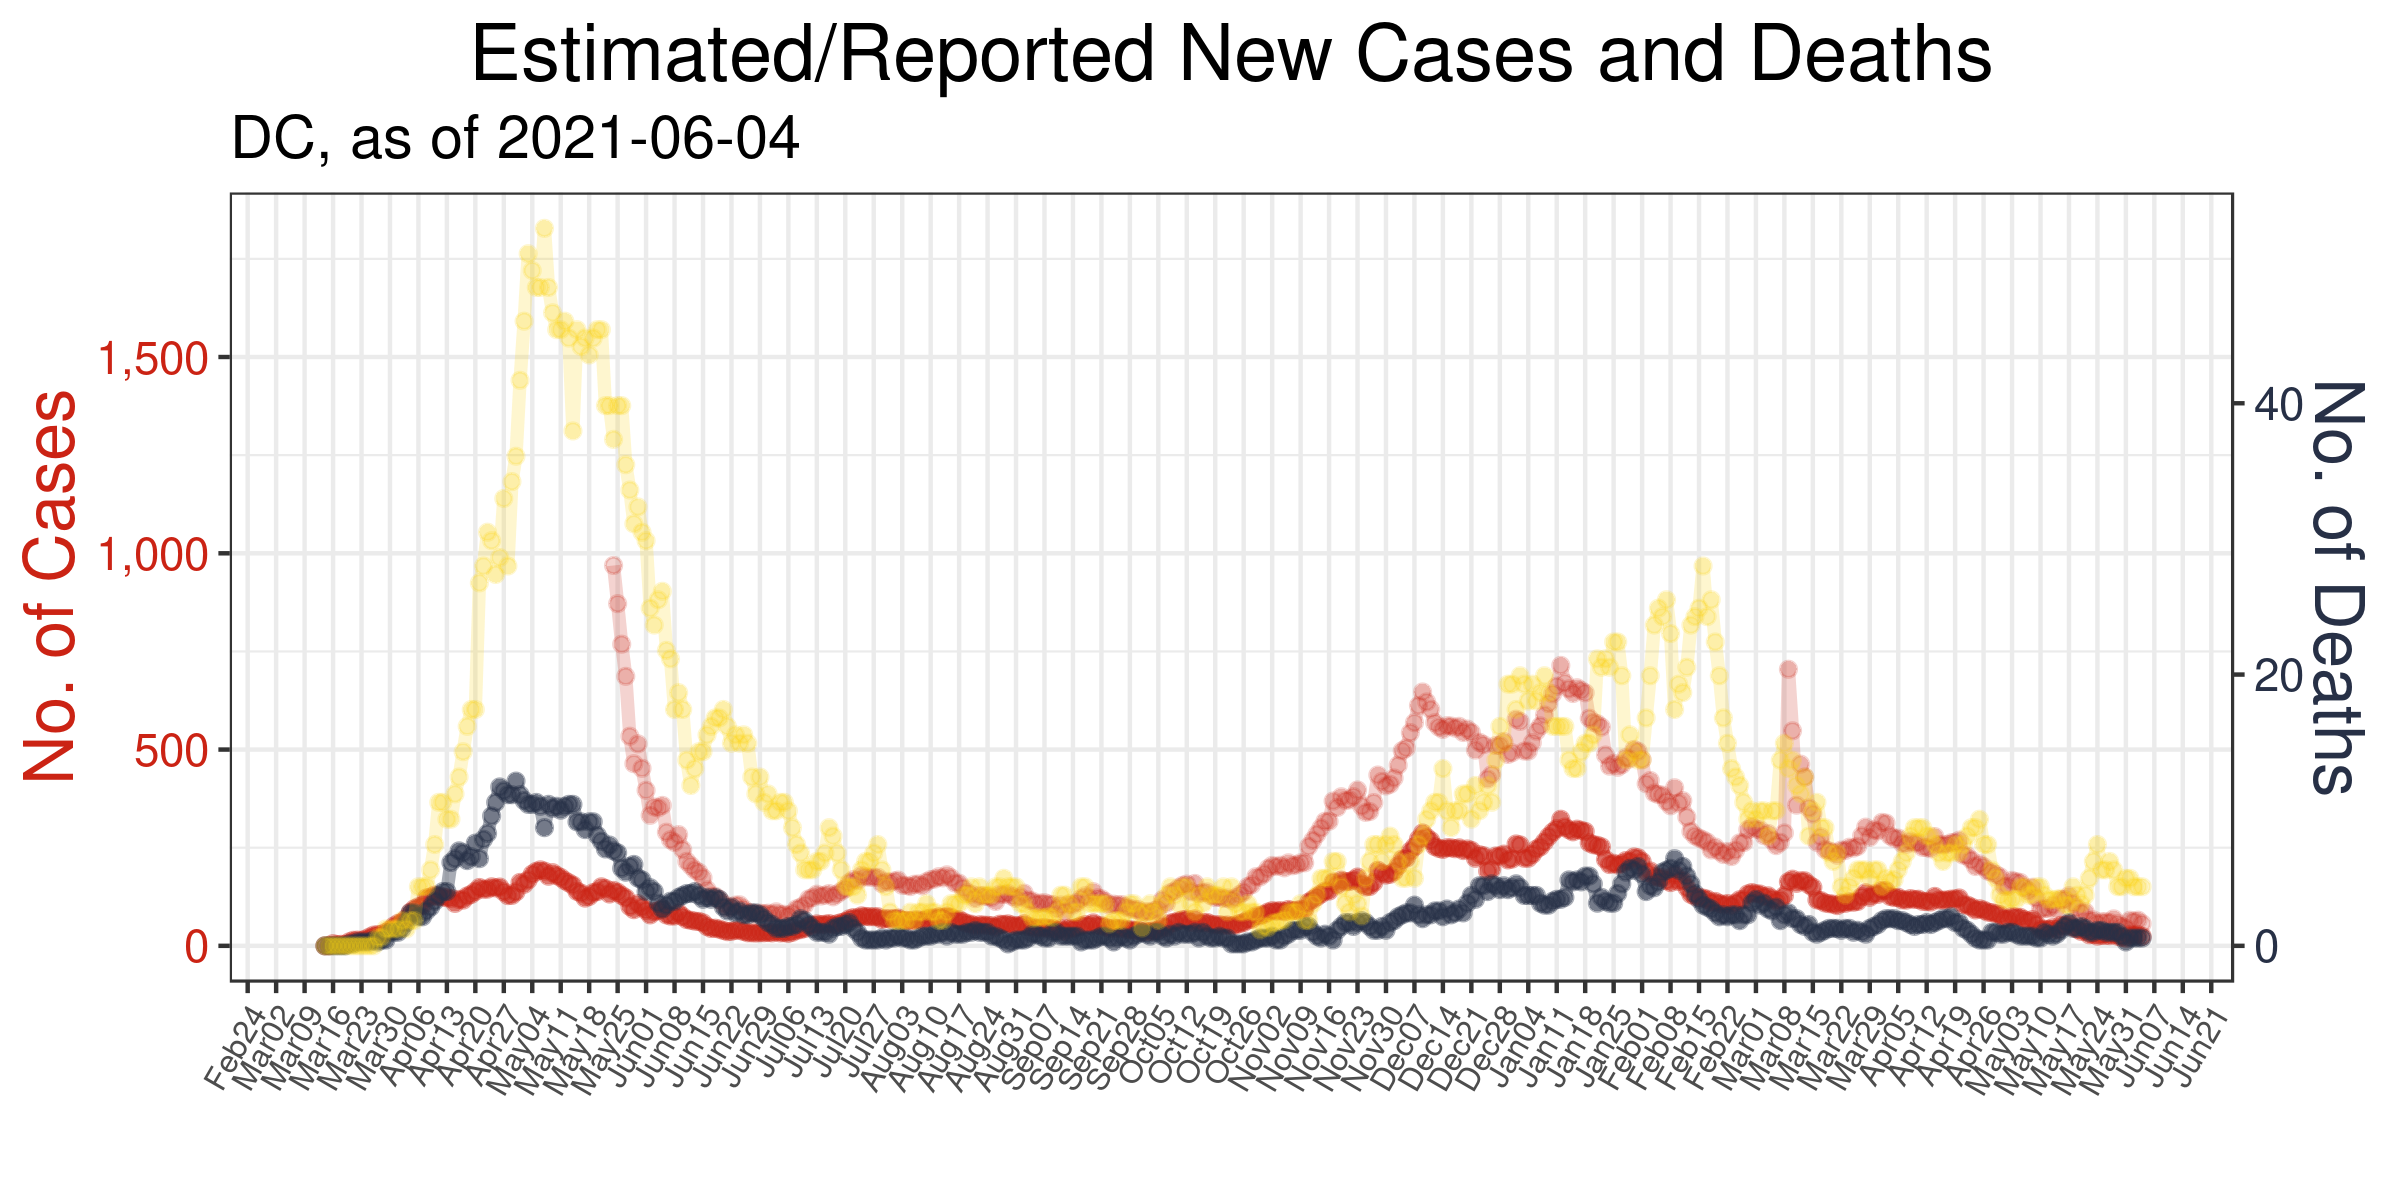 Estimated/Reported New Cases and Deaths
DC, as of 2021-06-04
No. of Cases
1,500
1,000
500
0
40
20
0
No. of Deaths
Feb24
Mar02
Mar09
Mar16
Mar23
Mar30
Apr06
Apr13
Apr20
Apr27
May04
May11
May18
May25
Jun01
Jun08
Jun15
Jun22
Jun29
Jul06
Jul13
Jul20
Jul27
Aug03
Aug10
Aug17
Aug24
Aug31
Sep07
Sep14
Sep21
Sep28
Oct05
Oct12
Oct19
Oct26
Nov02
Nov09
Nov16
Nov23
Nov30
Dec07
Dec14
Dec21
Dec28
Jan04
Jan11
Jan18
Jan25
Feb01
Feb08
Feb15
Feb22
Mar01
Mar08
Mar15
Mar22
Mar29
Apr05
Apr12
Apr19
Apr26
May03
May10
May17
May24
May31
Jun07
Jun14
Jun21